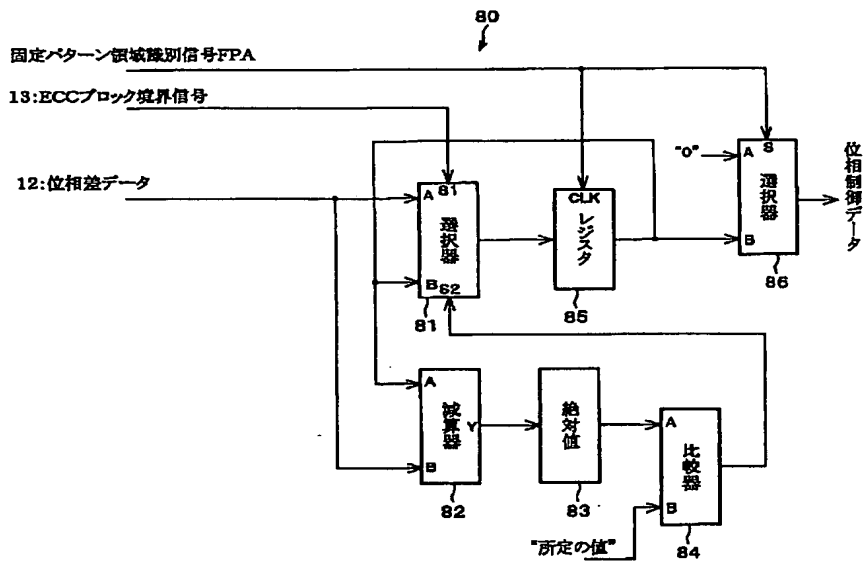 80
固定パターン領域識別信号FPA
13:ECCブロック境界信号
12:位相差データ
"0"
A
S
B
選択器
86
位相制御データ
A
S1
B
S2
選択器
81
CLK
レジスタ
85
A
B
Y
減算器
82
絶対値
83
A
B
比較器
84
"所定の値"